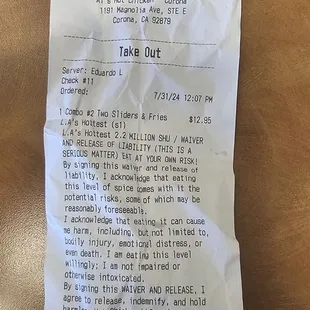 Hot Chicken Corona
1191 Magnolia Ave, STE E
Corona, CA 92879
Take Out
Server: Eduardo L
Check #11
Ordered: 7/31/24 12:07 PM
1 Combo #2 Two Sliders & Fries $12.95
L.A's Hottest (s1)
L.A's Hottest 2.2 MILLION SHU / WAIVER
AND RELEASE OF LIABILITY (THIS IS A
SERIOUS MATTER) EAT AT YOUR OWN RISK!
By signing this waiver and release of
liability, I acknowledge that eating
this level of spice comes with it the
potential risks, some of which may be
reasonably foreseeable.
I acknowledge that eating it can cause
me harm, including, but not limited to,
bodily injury, emotional distress, or
even death. I am eating this level
willingly; I am not impaired or
otherwise intoxicated.
By signing this WAIVER AND RELEASE, I
agree to release, indemnify, and hold